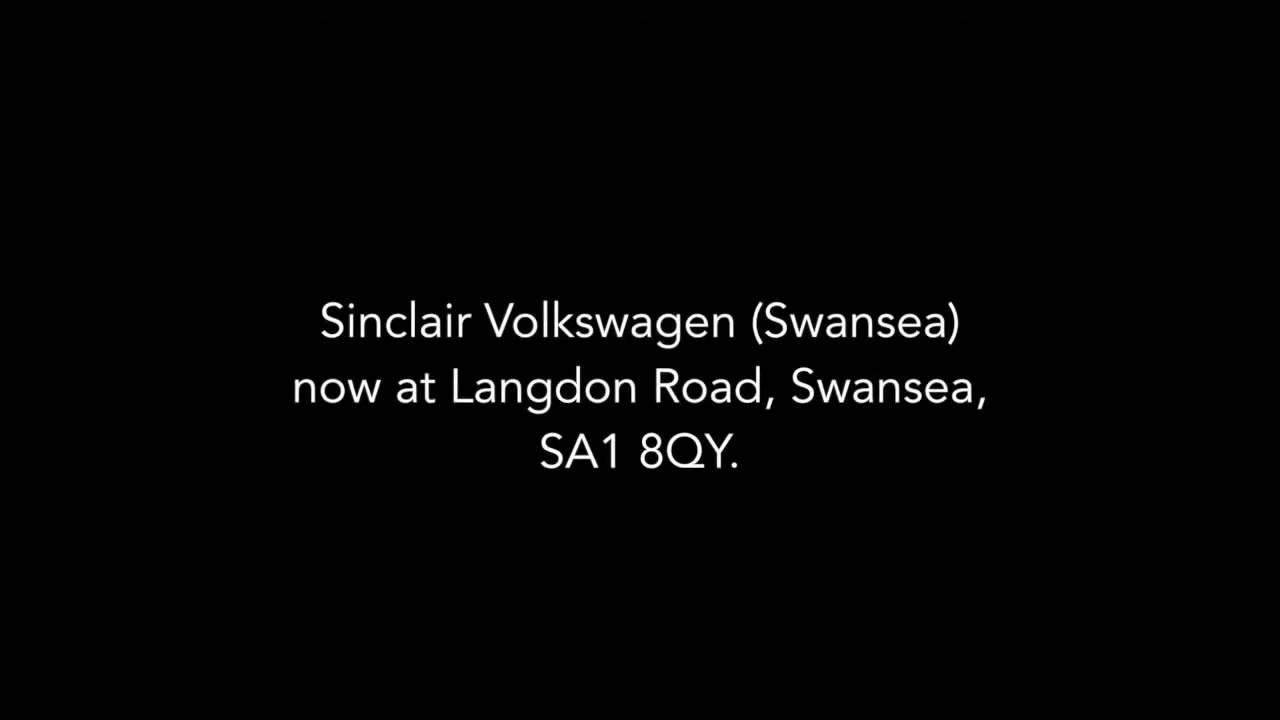 Sinclair Volkswagen (Swansea)
now at Langdon Road, Swansea,
SA1 8QY.